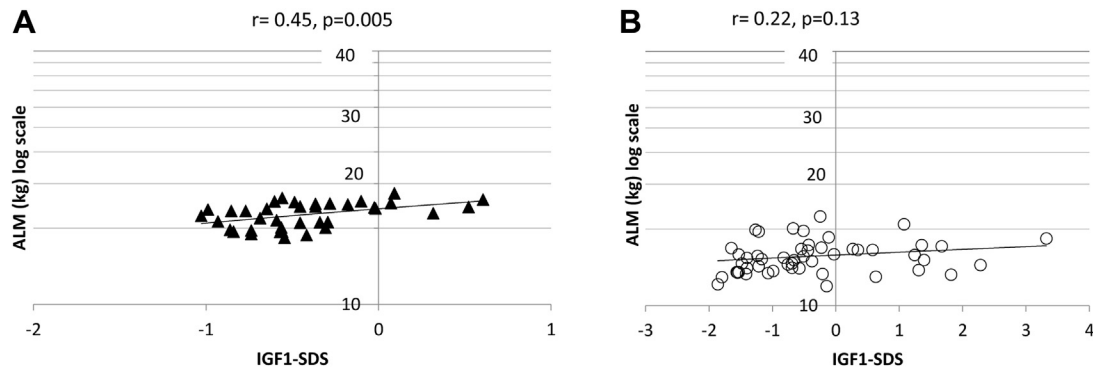 A
r= 0.45, p=0.005
40
30
20
10
ALM (kg) log scale
-2 -1 0 1
IGF1-SDS
B
r= 0.22, p=0.13
40
30
20
10
ALM (kg) log scale
-3 -2 -1 0 1 2 3 4
IGF1-SDS